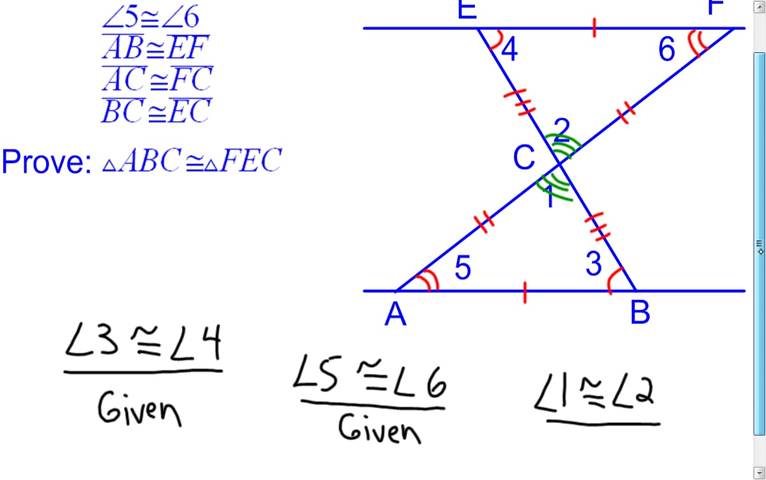 ∠5≅∠6
AB≅EF
AC≅FC
BC≅EC
Prove: △ABC≅△FEC
E
F
4
6
2
C
1
5
3
A
B
∠3≅∠4
Given
∠5≅∠6
Given
∠1≅∠2